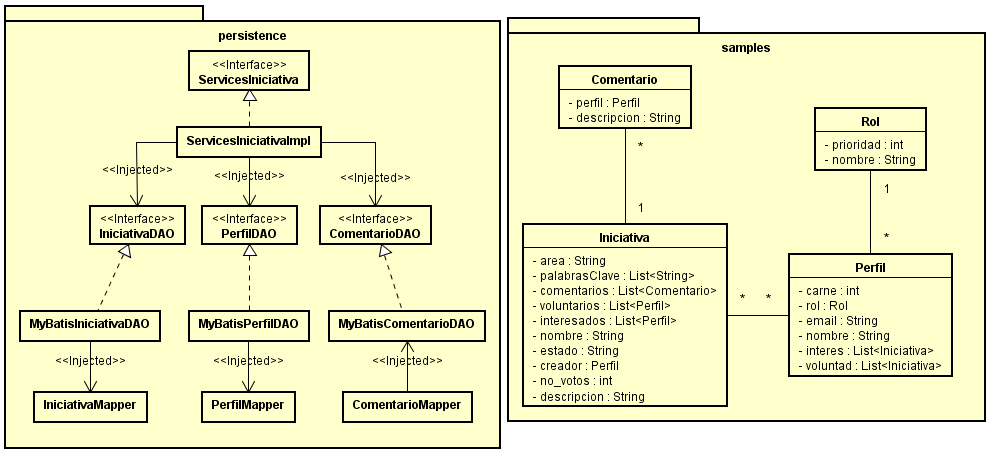 persistence
<<Interface>>
ServicesIniciativa
ServicesIniciativaImpl
<<Injected>>
<<Injected>>
<<Injected>>
<<Interface>>
IniciativaDAO
<<Interface>>
PerfilDAO
<<Interface>>
ComentarioDAO
MyBatisIniciativaDAO
MyBatisPerfilDAO
MyBatisComentarioDAO
<<Injected>>
<<Injected>>
<<Injected>>
IniciativaMapper
PerfilMapper
ComentarioMapper
samples
Comentario
- perfil : Perfil
- descripcion : String
*
1
Rol
- prioridad : int
- nombre : String
1
*
Iniciativa
- area : String
- palabrasClave : List<String>
- comentarios : List<Comentario>
- voluntarios : List<Perfil>
- interesados : List<Perfil>
- nombre : String
- estado : String
- creador : Perfil
- no_votos : int
- descripcion : String
* *
Perfil
- carne : int
- rol : Rol
- email : String
- nombre : String
- interes : List<Iniciativa>
- voluntad : List<Iniciativa>